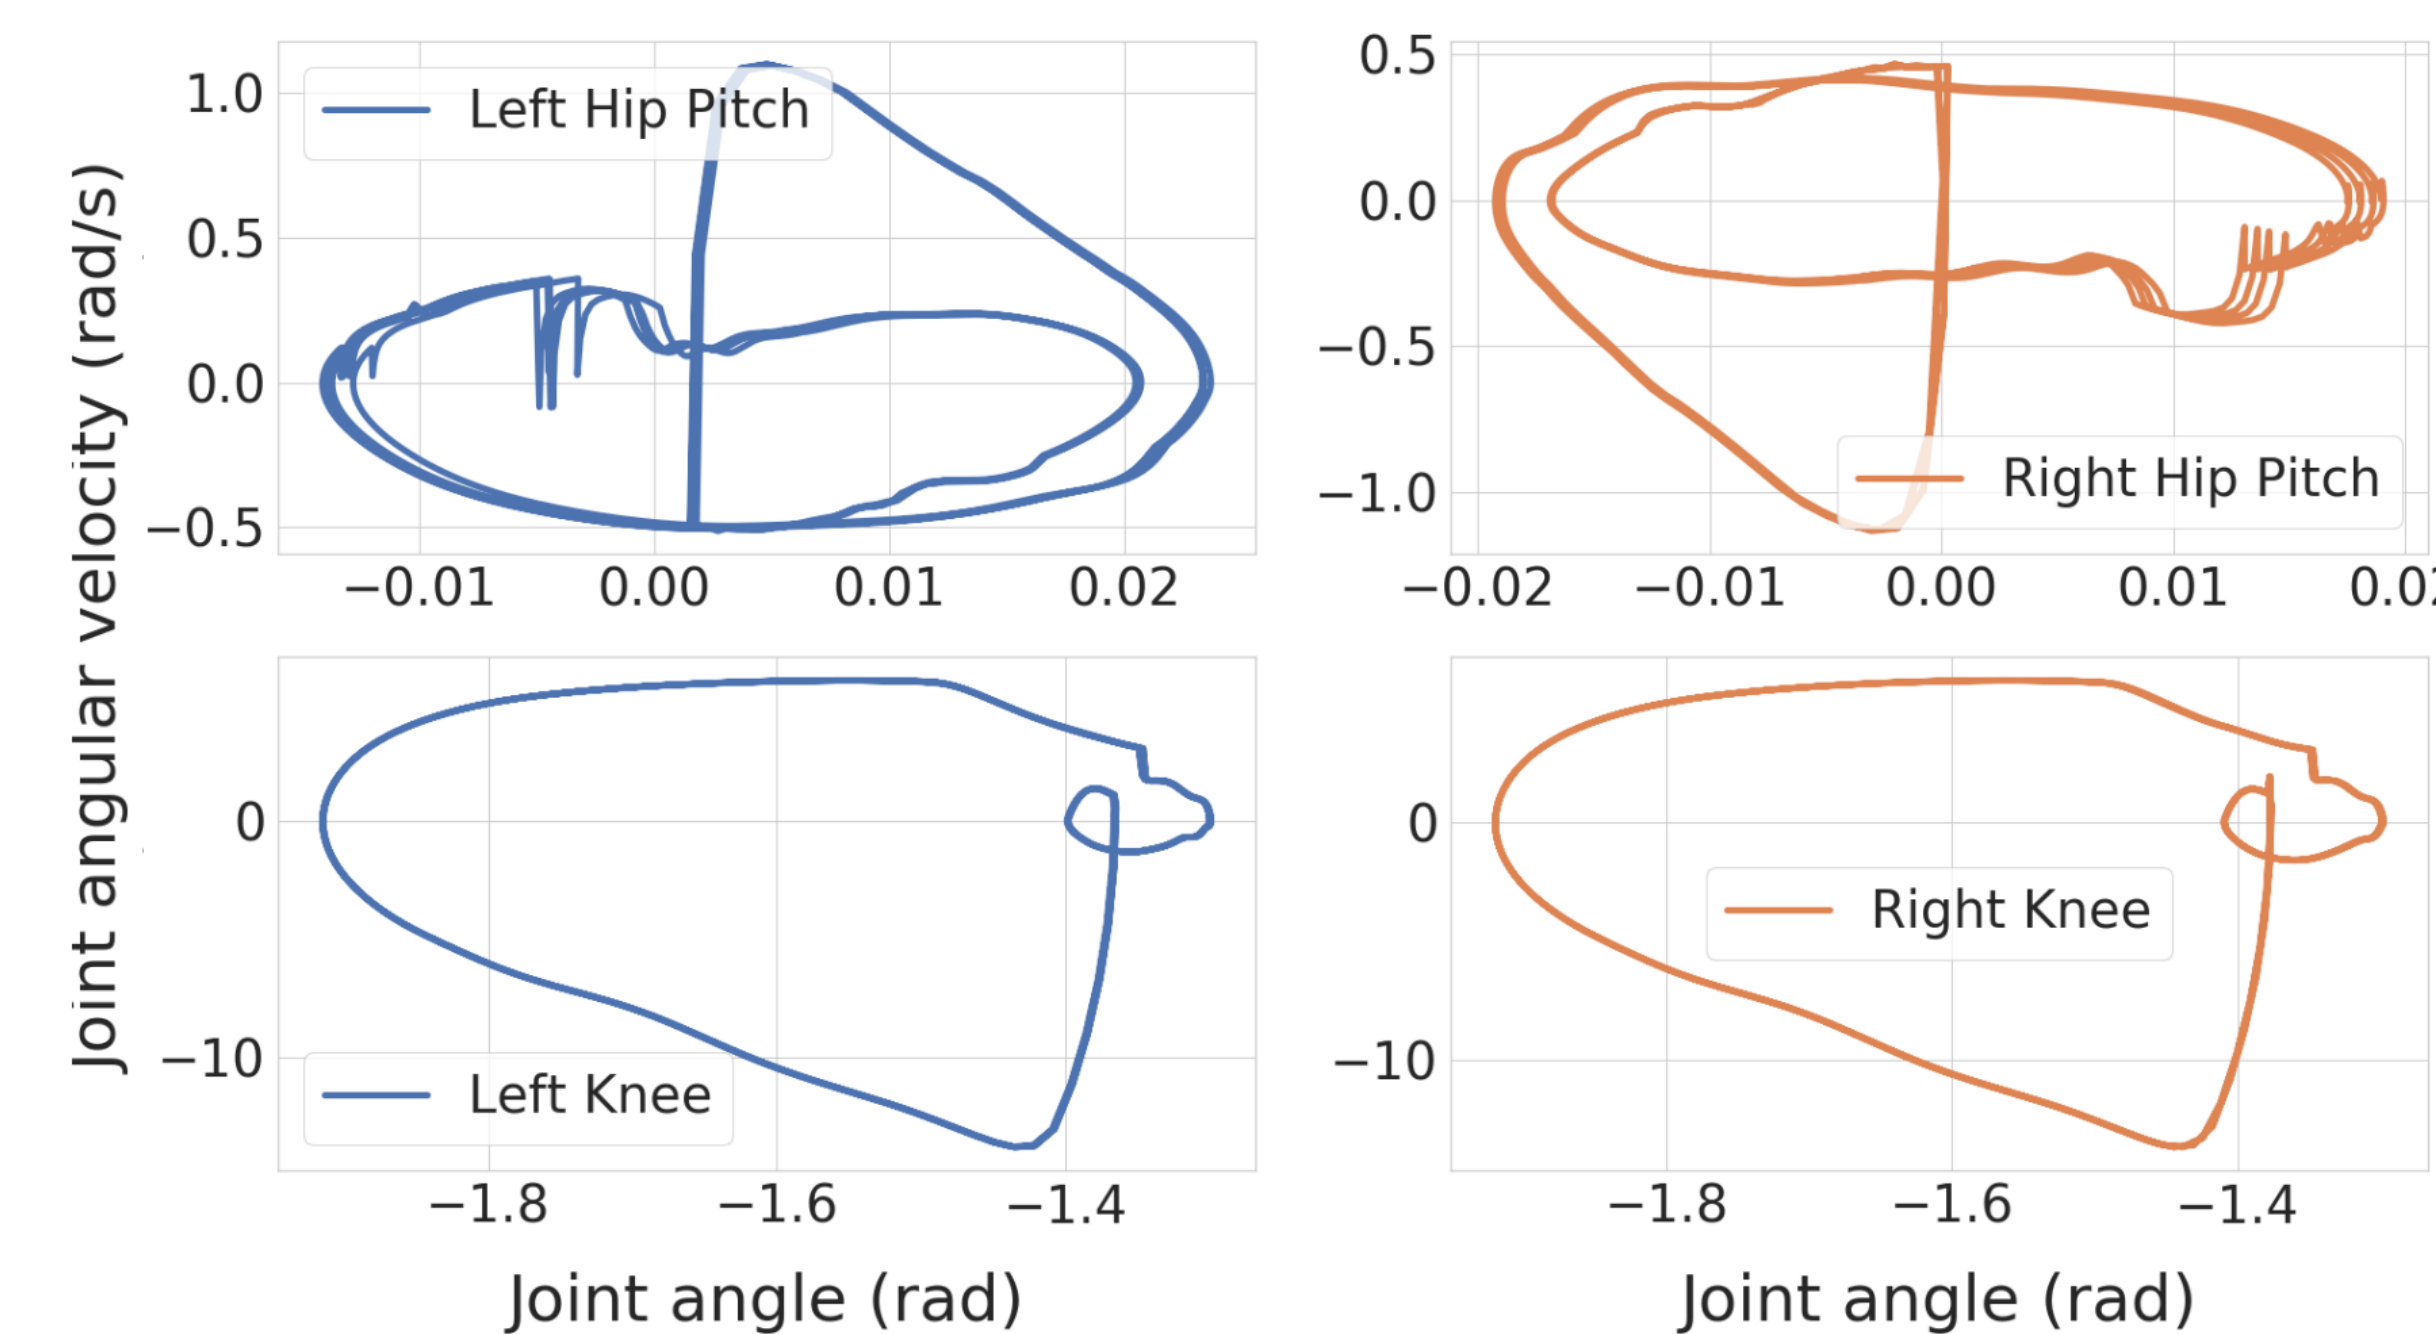 Joint angular velocity (rad/s)
1.0
0.5
0.0
−0.5
Left Hip Pitch
−0.01 0.00 0.01 0.02
0.5
0.0
−0.5
−1.0
Right Hip Pitch
−0.02 −0.01 0.00 0.01
0
−10
Left Knee
−1.8 −1.6 −1.4
Joint angle (rad)
0
−10
Right Knee
−1.8 −1.6 −1.4
Joint angle (rad)